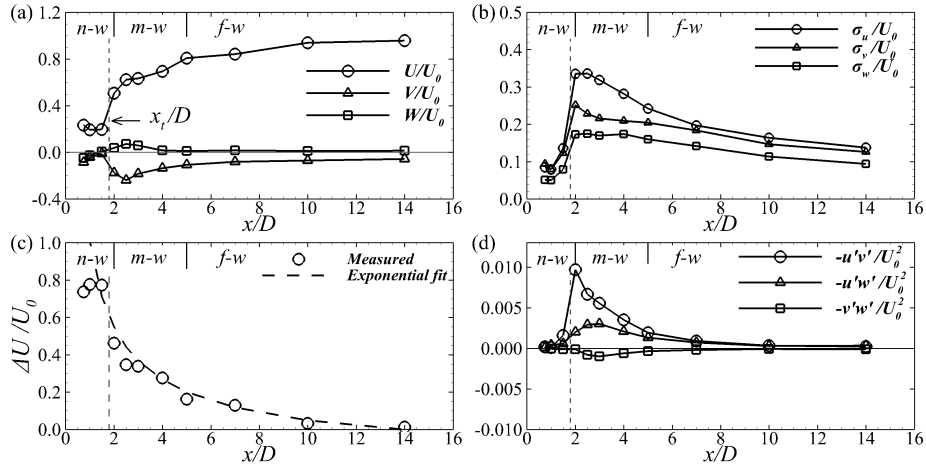 (a)
n-w
m-w
f-w
1.2
0.8
0.4
0.0
-0.4
U/U0
V/U0
W/U0
xt/D
0 2 4 6 8 10 12 14 16
x/D
(b)
n-w
m-w
f-w
0.5
0.4
0.3
0.2
0.1
0.0
σu/U0
σv/U0
σw/U0
0 2 4 6 8 10 12 14 16
x/D
(c)
n-w
m-w
f-w
1.0
0.8
0.6
0.4
0.2
0.0
ΔU/U0
Measured
Exponential fit
0 2 4 6 8 10 12 14 16
x/D
(d)
n-w
m-w
f-w
0.010
0.005
0.000
-0.005
-0.010
-u'v'/U0²
-u'w'/U0²
-v'w'/U0²
0 2 4 6 8 10 12 14 16
x/D